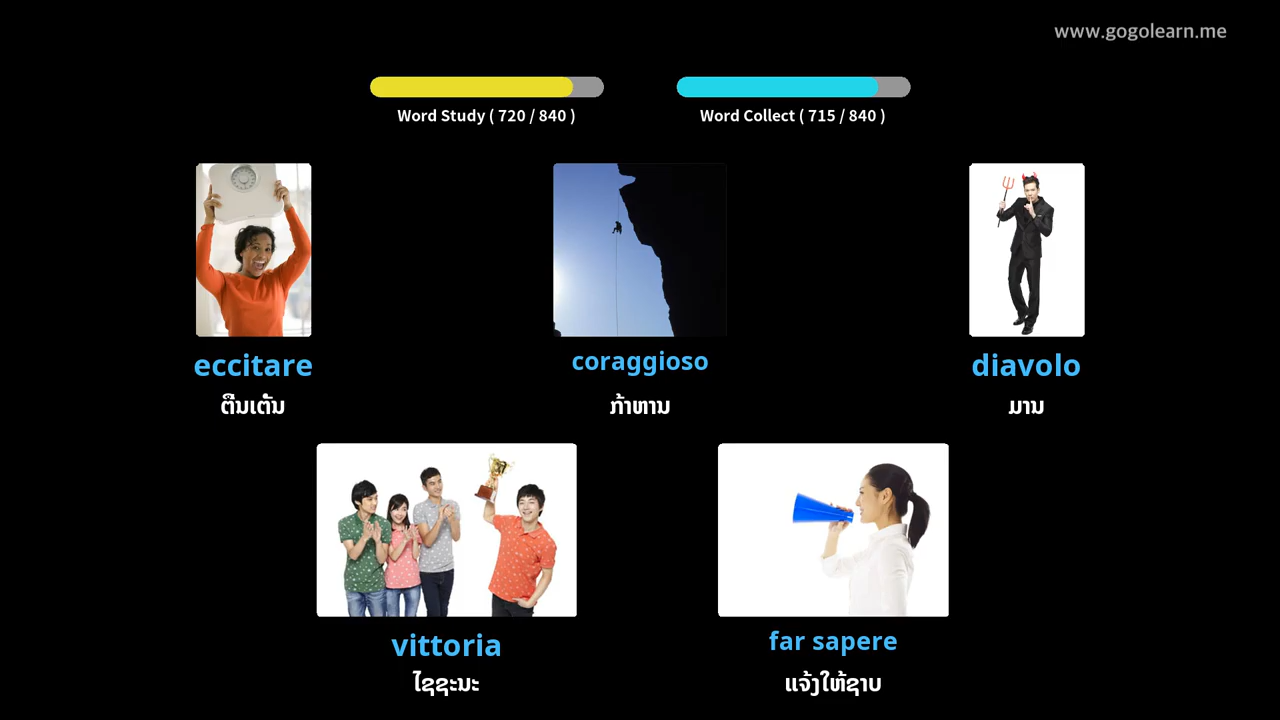 www.gogolearn.me
Word Study ( 720 / 840 )
Word Collect ( 715 / 840 )
eccitare
coraggioso
diavolo
ຕື່ນເຕັ້ນ
ກ້າຫານ
ມານ
vittoria
far sapere
ໄຊຊະນະ
ແຈ້ງໃຫ້ຊາບ